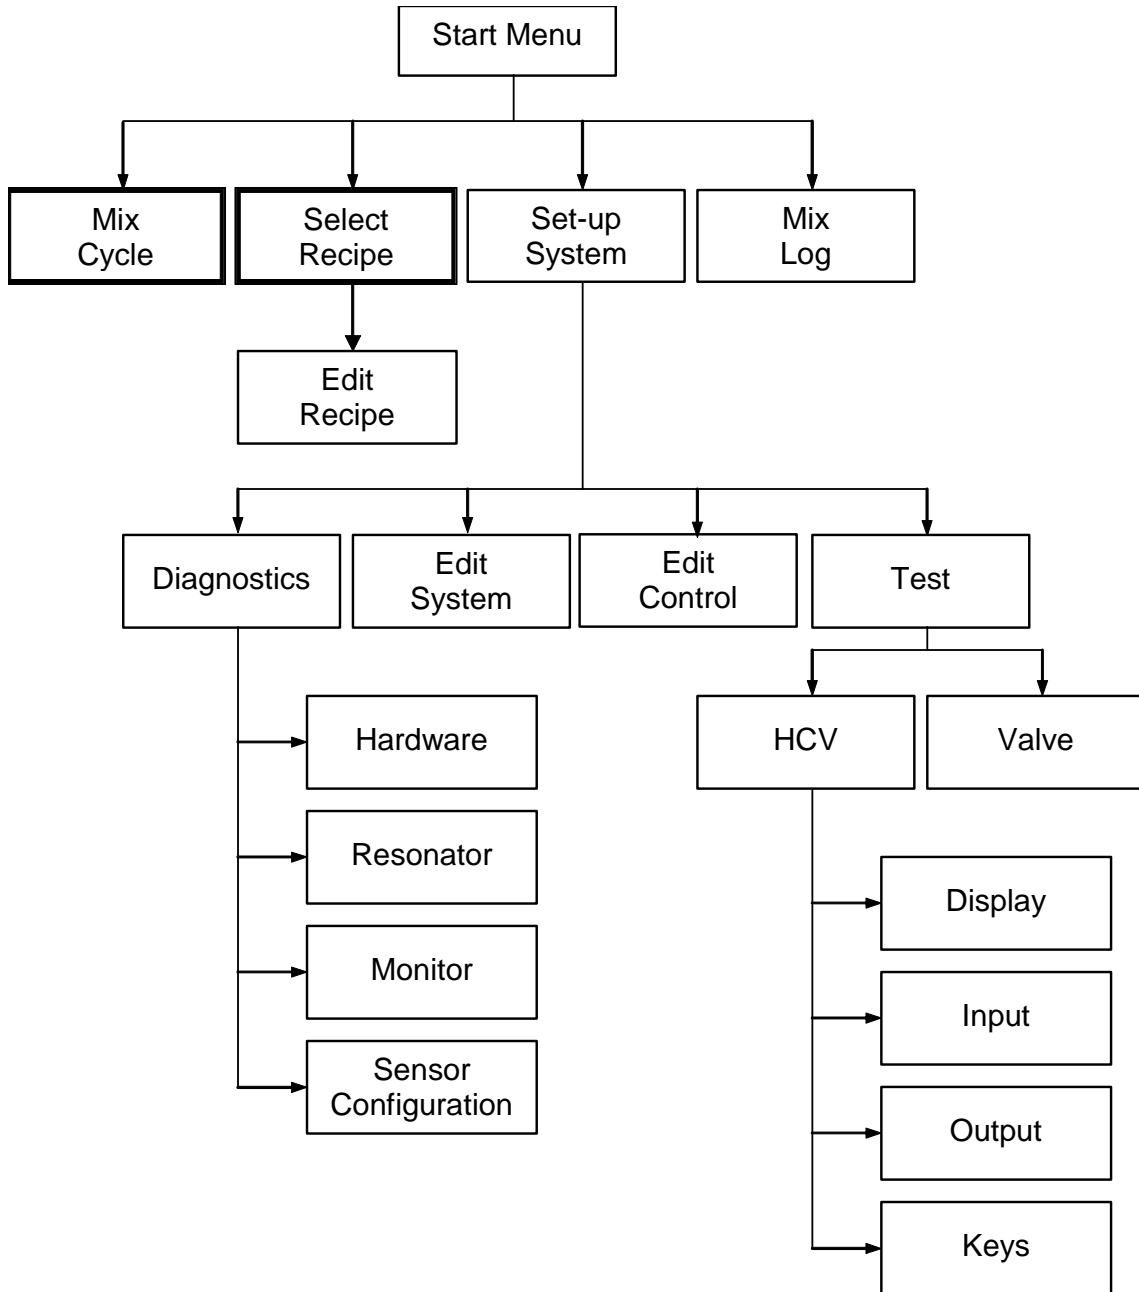 Start Menu
Mix
Cycle
Select
Recipe
Set-up
System
Mix
Log
Edit
Recipe
Diagnostics
Edit
System
Edit
Control
Test
Hardware
Resonator
Monitor
Sensor
Configuration
HCV
Valve
Display
Input
Output
Keys